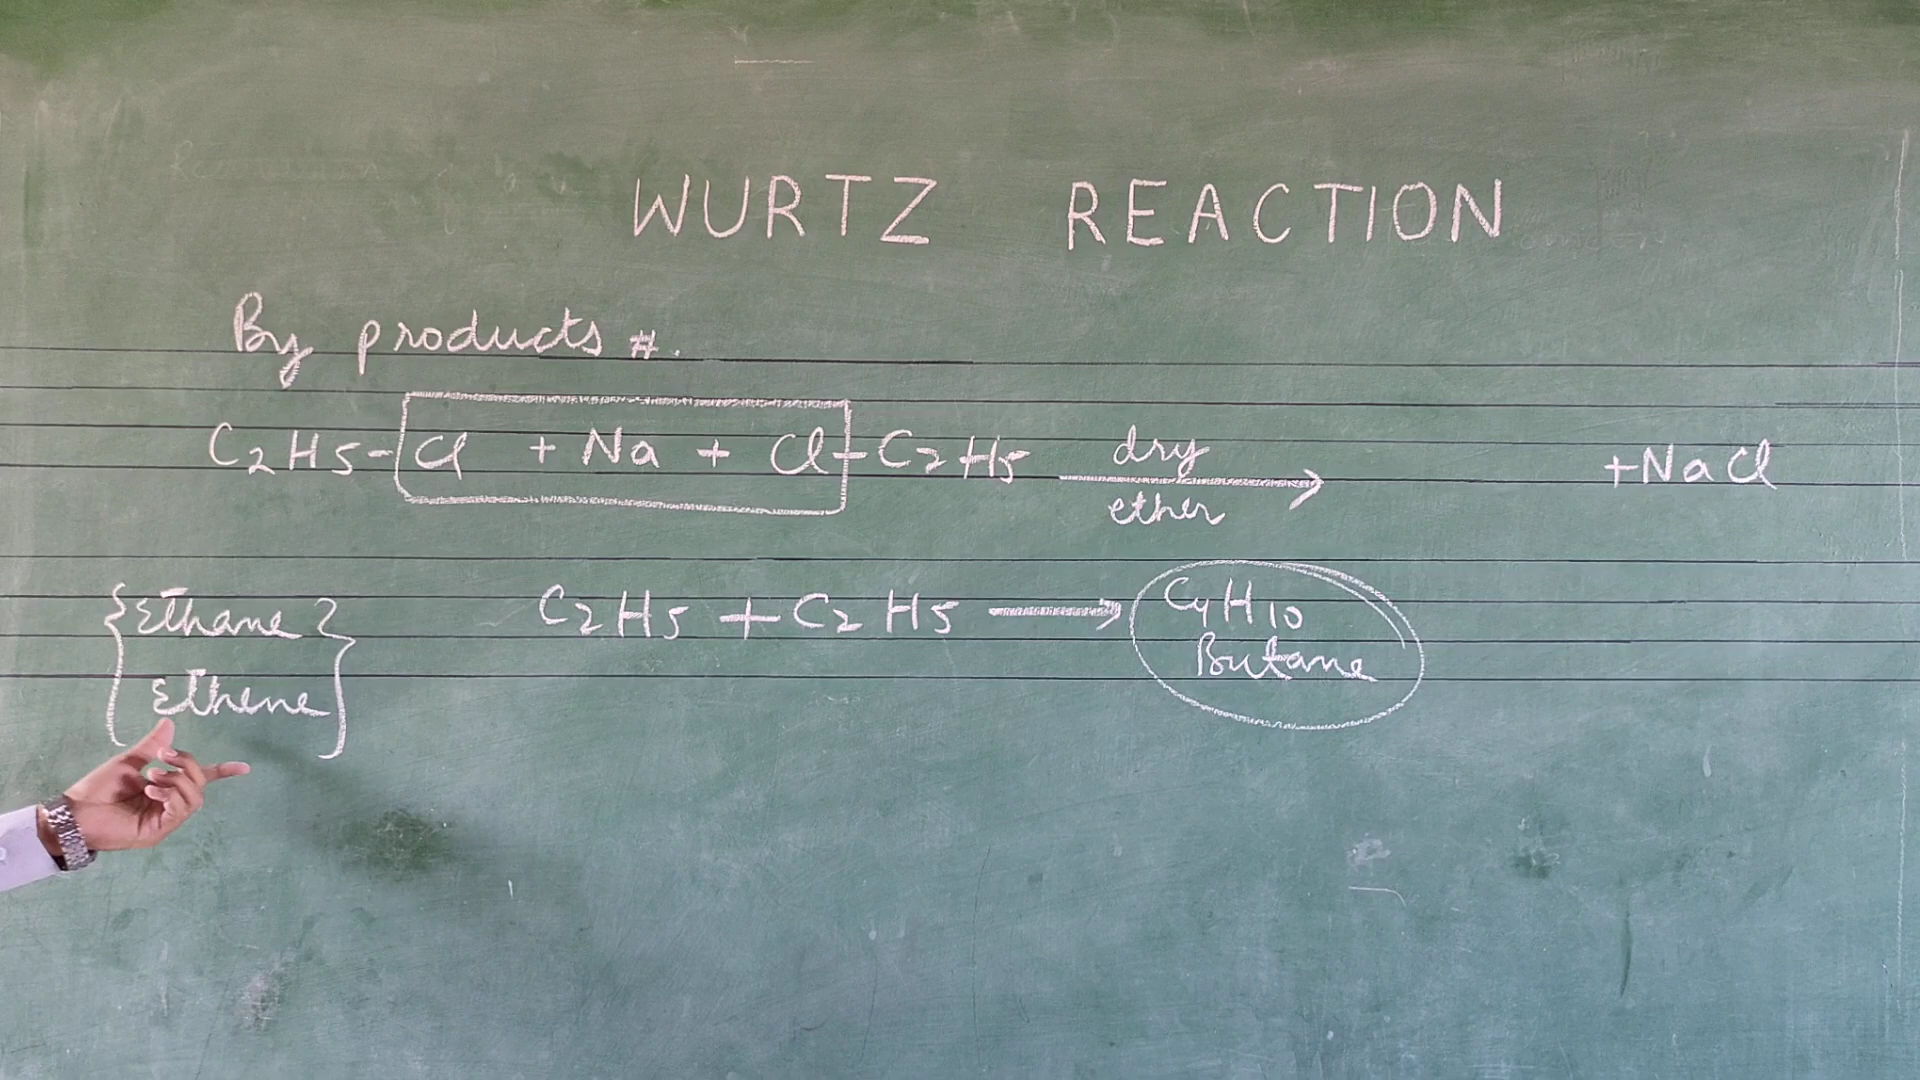 WURTZ REACTION
By products #.
C2H5-Cl + Na + Cl-C2H5 dry ether → +NaCl
{Ethane} C2H5 + C2H5 → C4H10
Ethene Butane